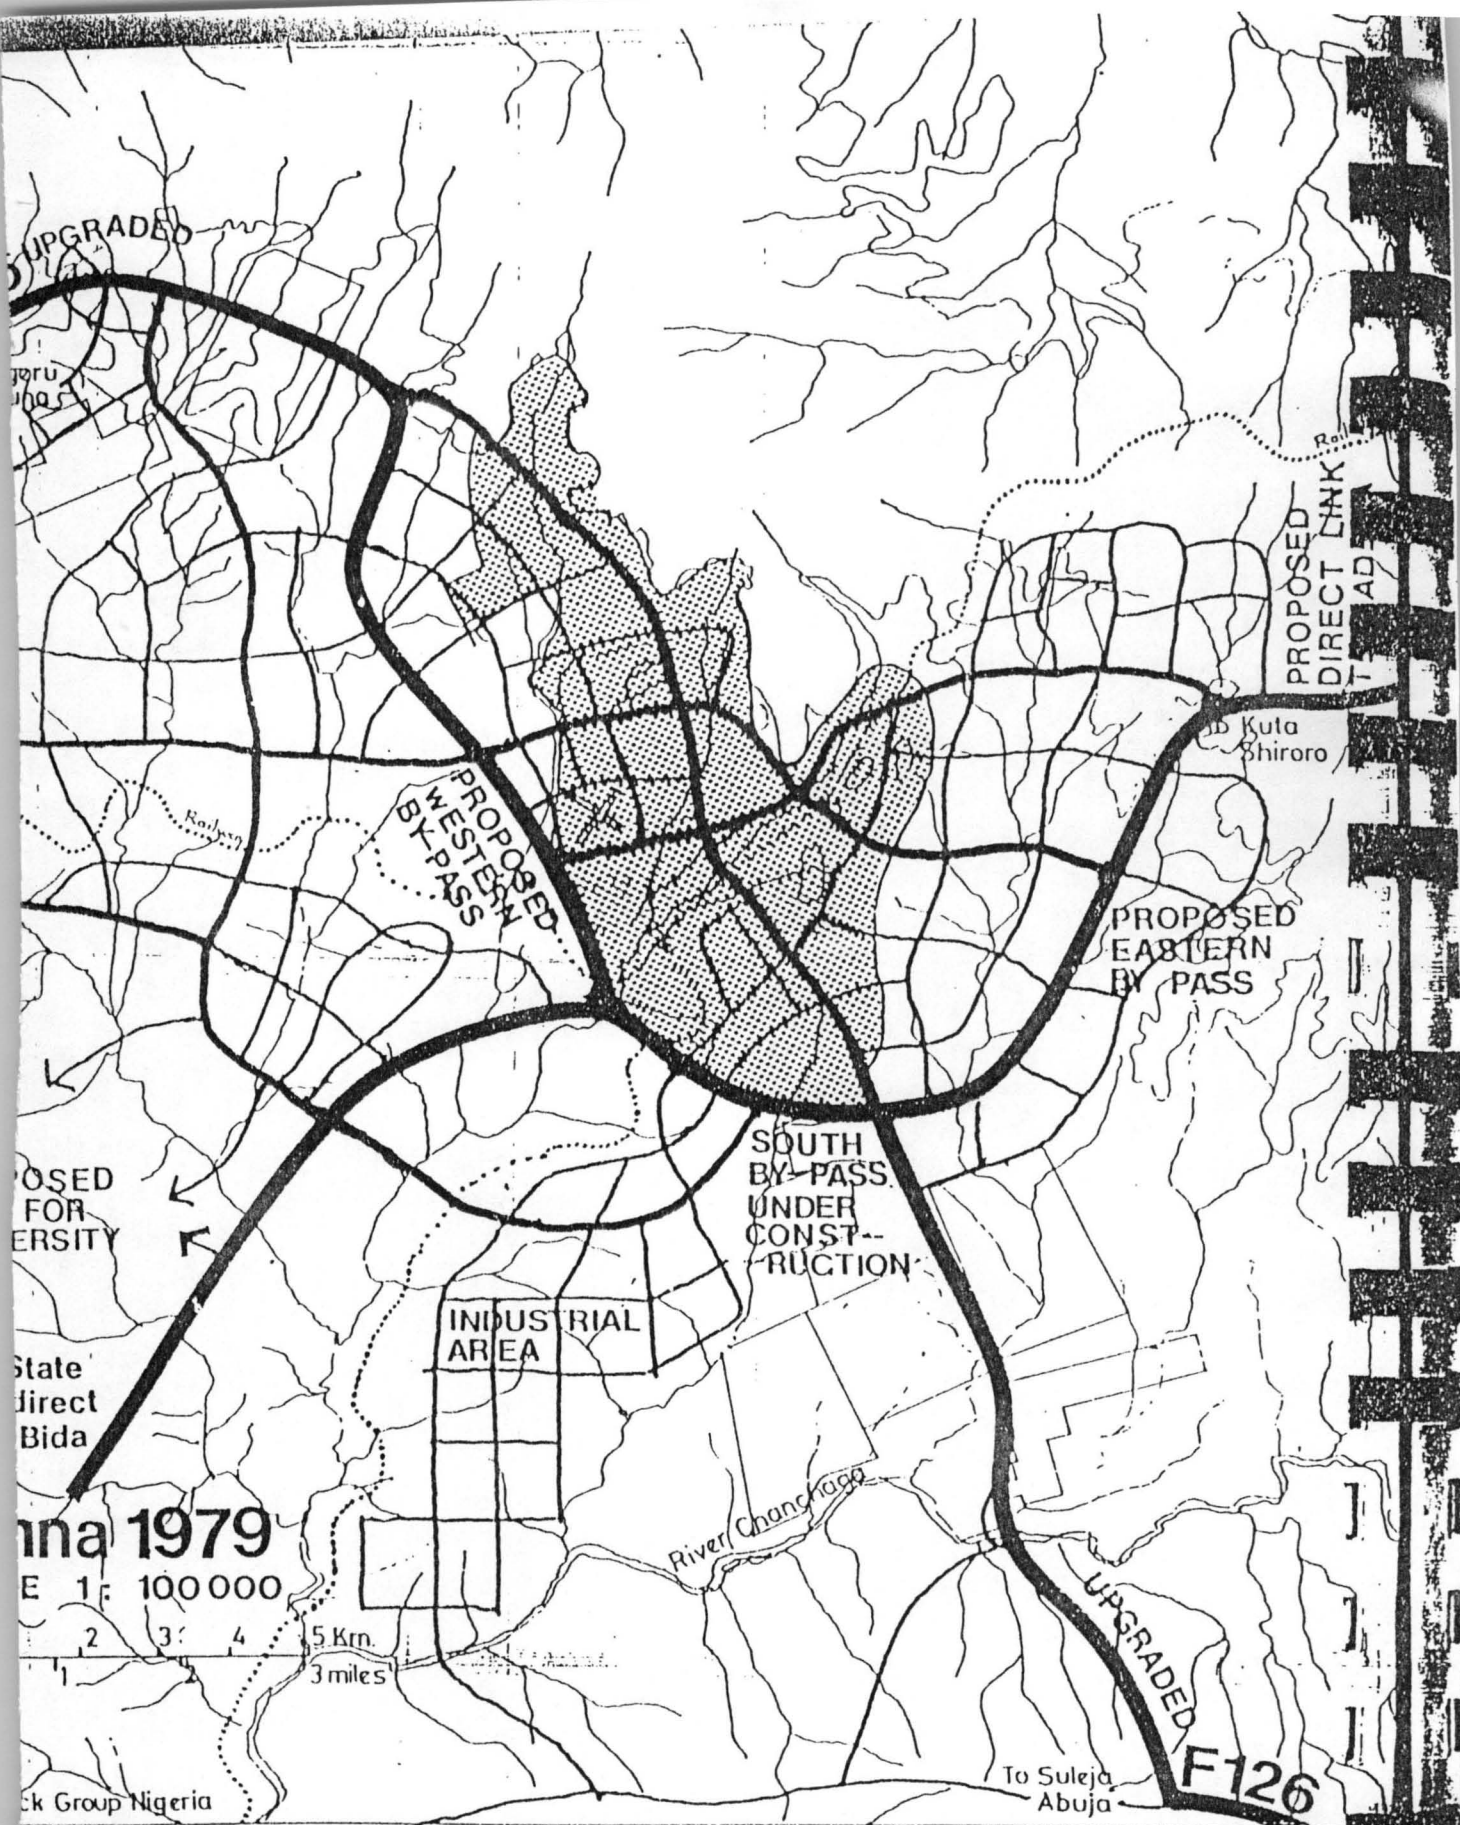 UPGRADED
Rail
PROPOSED
DIRECT LINK
Kuta
Shiroro
Railway
PROPOSED
WESTERN
BY-PASS
PROPOSED
EASTERN
BY PASS
SOUTH
BY-PASS
UNDER
CONST--
RUCTION
OSED
FOR
ERSITY
INDUSTRIAL
AREA
State
direct
Bida
nna 1979
E 1: 100 000
2 3 4 5 Km.
1 2 3 miles
River Chanchaga
UPGRADED
To Suleja
Abuja
F126
ck Group Nigeria